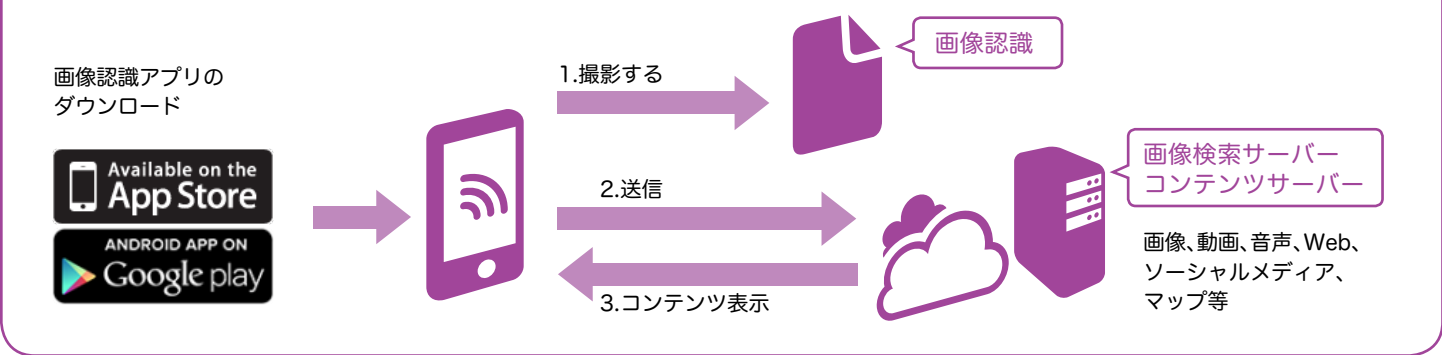 画像認識アプリの
ダウンロード
Available on the
App Store
ANDROID APP ON
Google play
1.撮影する
画像認識
2.送信
3.コンテンツ表示
画像検索サーバー
コンテンツサーバー
画像、動画、音声、Web、
ソーシャルメディア、
マップ等